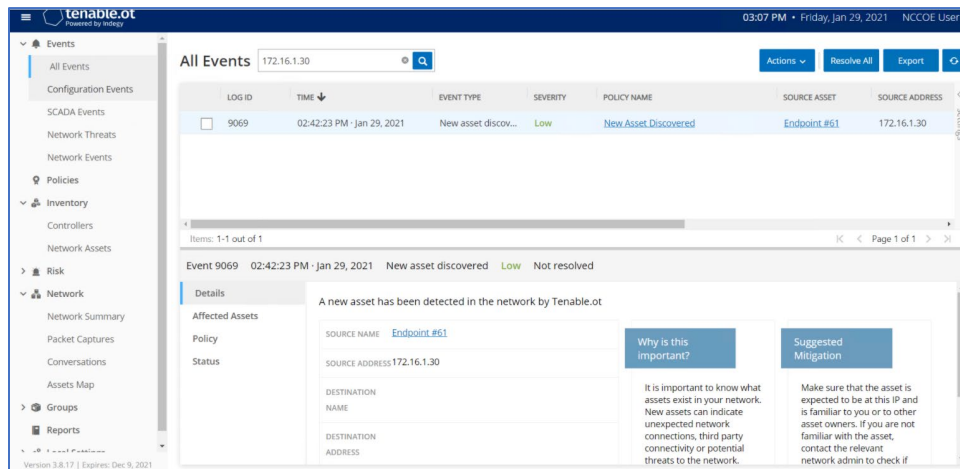 tenable.ot
Powered by Indegy
03:07 PM • Friday, Jan 29, 2021 NCCOE User
Events
All Events
Configuration Events
SCADA Events
Network Threats
Network Events
Policies
Inventory
Controllers
Network Assets
Risk
Network
Network Summary
Packet Captures
Conversations
Assets Map
Groups
Reports
Version 3.8.17 | Expires: Dec 9, 2021
All Events 172.16.1.30
Actions Resolve All Export
LOG ID TIME EVENT TYPE SEVERITY POLICY NAME SOURCE ASSET SOURCE ADDRESS
9069 02:42:23 PM · Jan 29, 2021 New asset discov... Low New Asset Discovered Endpoint #61 172.16.1.30
Items: 1-1 out of 1
Page 1 of 1
Event 9069 02:42:23 PM · Jan 29, 2021 New asset discovered Low Not resolved
Details
Affected Assets
Policy
Status
A new asset has been detected in the network by Tenable.ot
SOURCE NAME Endpoint #61
SOURCE ADDRESS 172.16.1.30
DESTINATION
NAME
DESTINATION
ADDRESS
Why is this
important?
It is important to know what
assets exist in your network.
New assets can indicate
unexpected network
connections, third party
connectivity or potential
threats to the network.
Suggested
Mitigation
Make sure that the asset is
expected to be at this IP and
is familiar to you or to other
asset owners. If you are not
familiar with the asset,
contact the relevant
network admin to check if